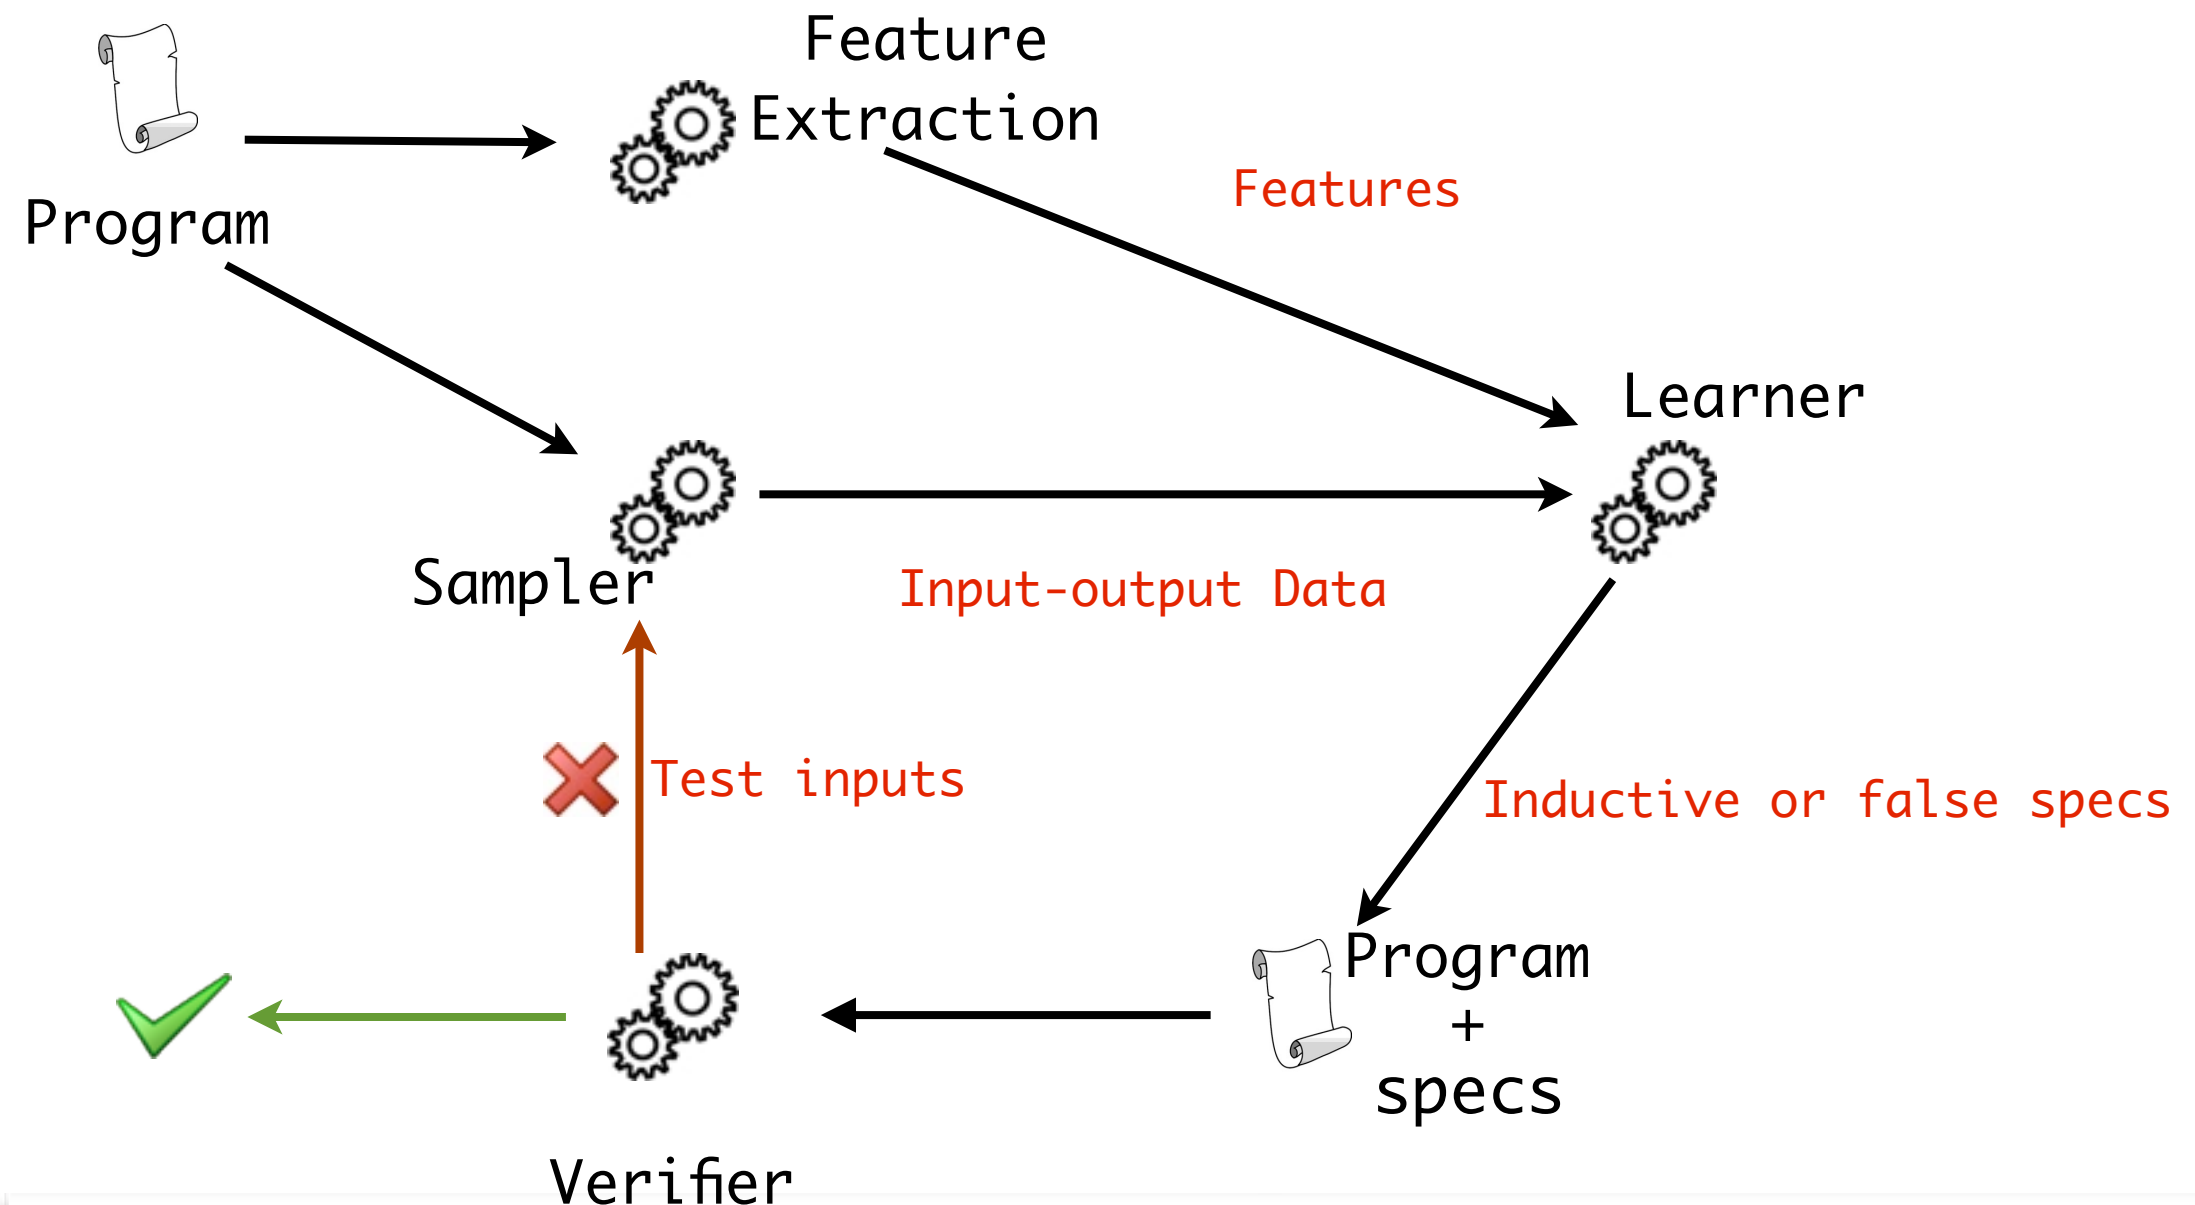 Feature
Extraction
Program
Features
Learner
Sampler
Input-output Data
Test inputs
Inductive or false specs
Program
+
specs
Verifier